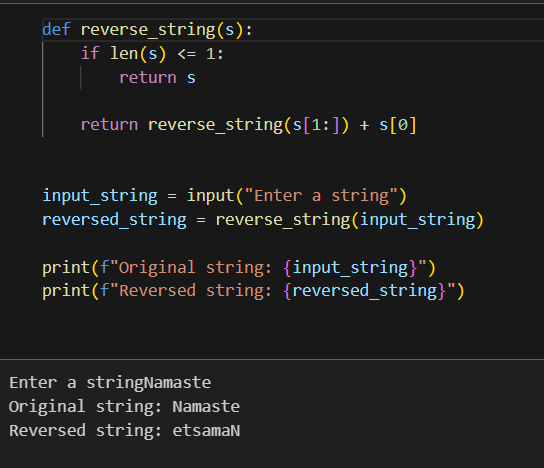 def reverse_string(s):
    if len(s) <= 1:
        return s
    return reverse_string(s[1:]) + s[0]
input_string = input("Enter a string")
reversed_string = reverse_string(input_string)
print(f"Original string: {input_string}")
print(f"Reversed string: {reversed_string}")
Enter a stringNamaste
Original string: Namaste
Reversed string: etsamaN